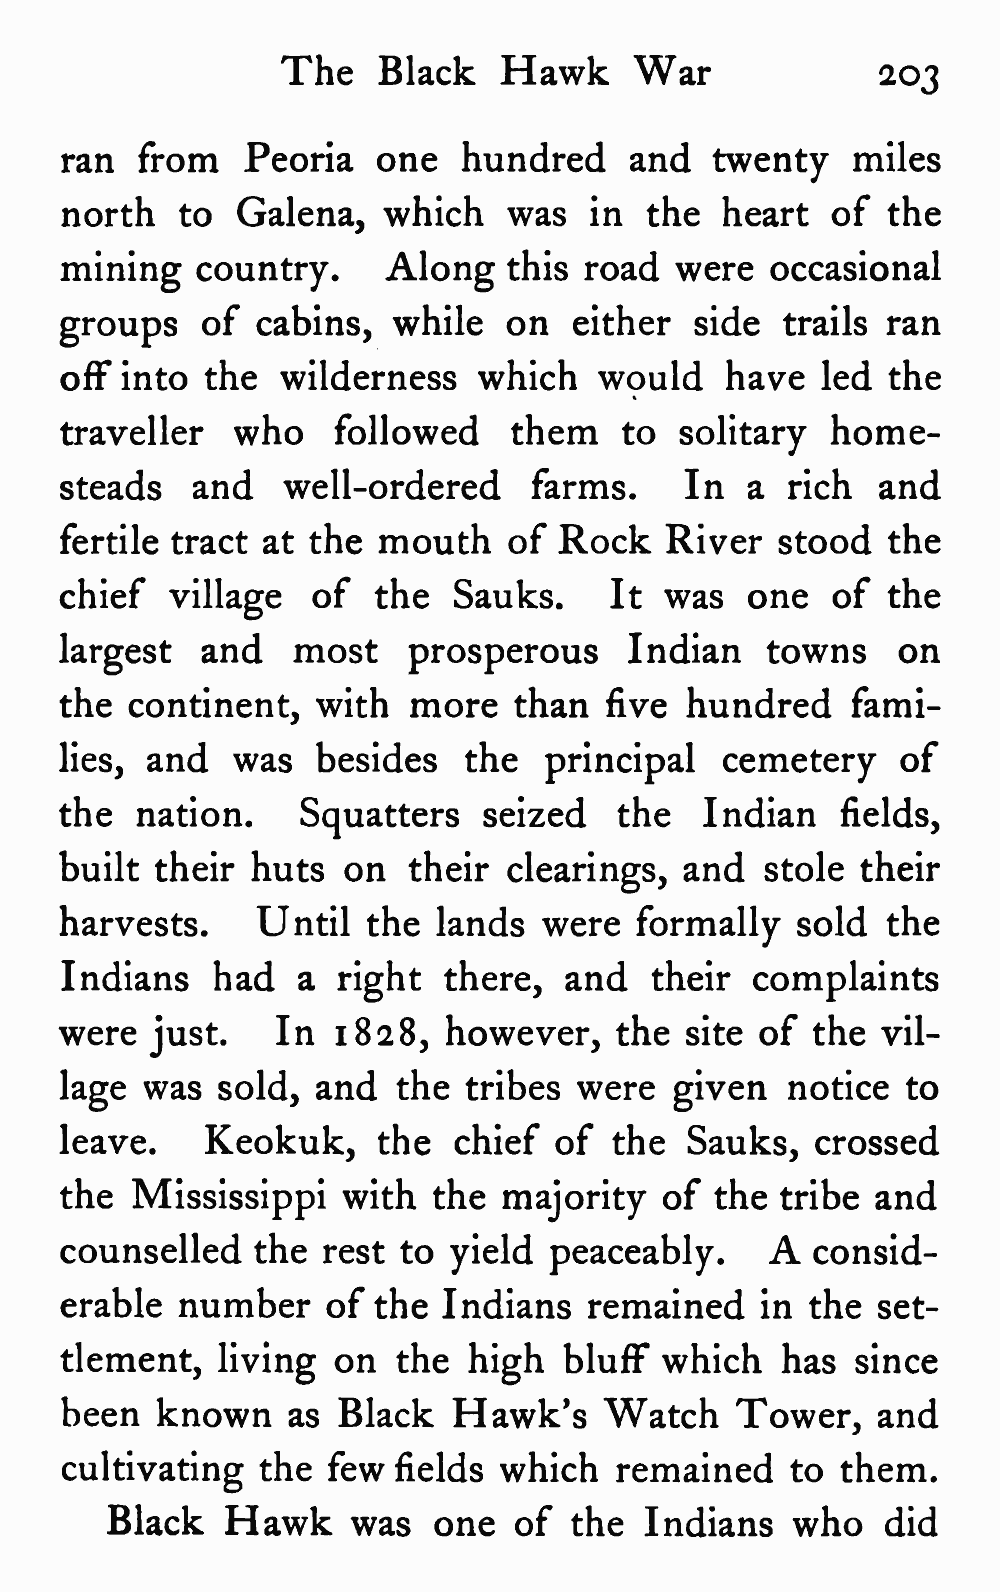 The Black Hawk War 203
ran from Peoria one hundred and twenty miles
north to Galena, which was in the heart of the
mining country. Along this road were occasional
groups of cabins, while on either side trails ran
off into the wilderness which would have led the
traveller who followed them to solitary home-
steads and well-ordered farms. In a rich and
fertile tract at the mouth of Rock River stood the
chief village of the Sauks. It was one of the
largest and most prosperous Indian towns on
the continent, with more than five hundred fami-
lies, and was besides the principal cemetery of
the nation. Squatters seized the Indian fields,
built their huts on their clearings, and stole their
harvests. Until the lands were formally sold the
Indians had a right there, and their complaints
were just. In 1828, however, the site of the vil-
lage was sold, and the tribes were given notice to
leave. Keokuk, the chief of the Sauks, crossed
the Mississippi with the majority of the tribe and
counselled the rest to yield peaceably. A consid-
erable number of the Indians remained in the set-
tlement, living on the high bluff which has since
been known as Black Hawk's Watch Tower, and
cultivating the few fields which remained to them.
Black Hawk was one of the Indians who did